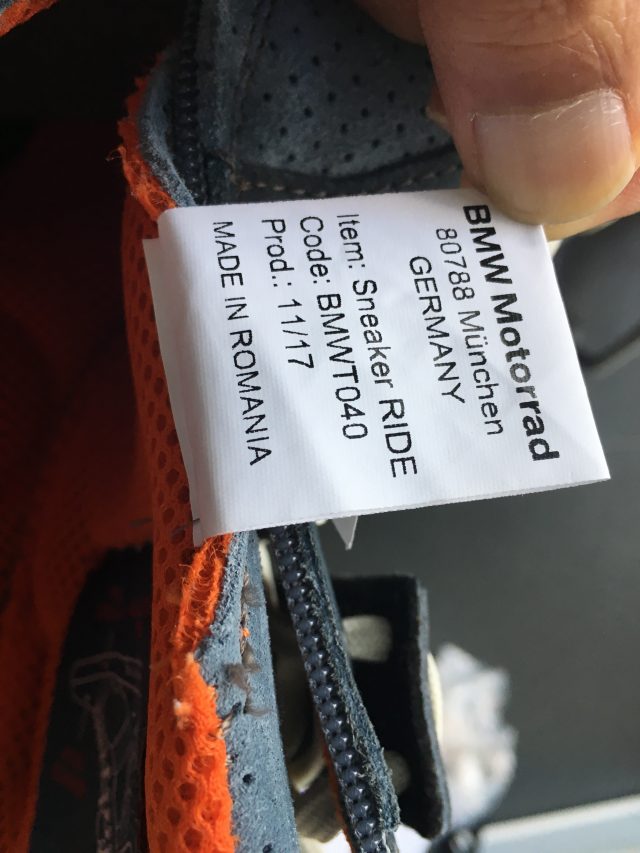 BMW Motorrad
80788 München
GERMANY
Item: Sneaker RIDE
Code: BMWT040
Prod.: 11/17
MADE IN ROMANIA